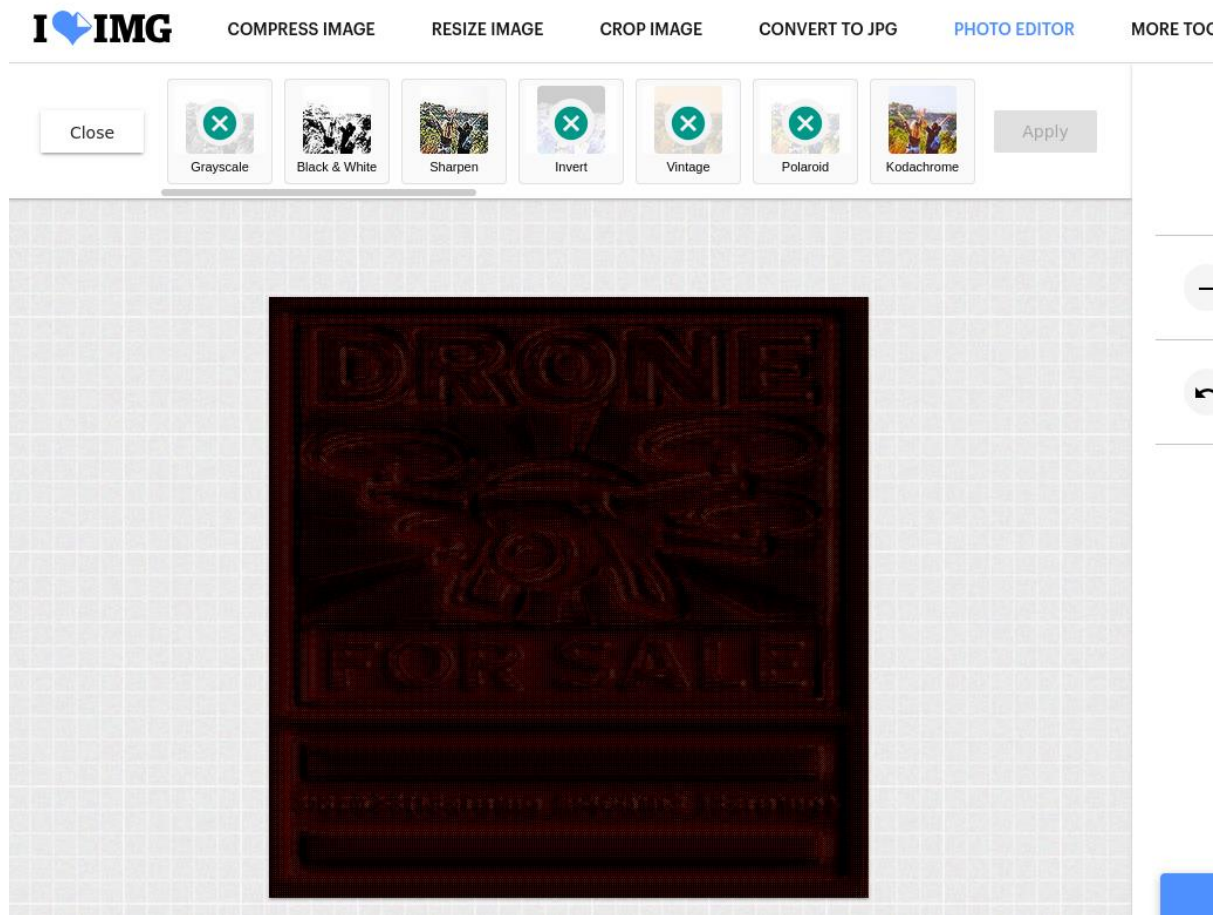 I IMG COMPRESS IMAGE RESIZE IMAGE CROP IMAGE CONVERT TO JPG PHOTO EDITOR MORE
Close
Grayscale Black & White Sharpen Invert Vintage Polaroid Kodachrome
Apply
DRONE
FOR SALE